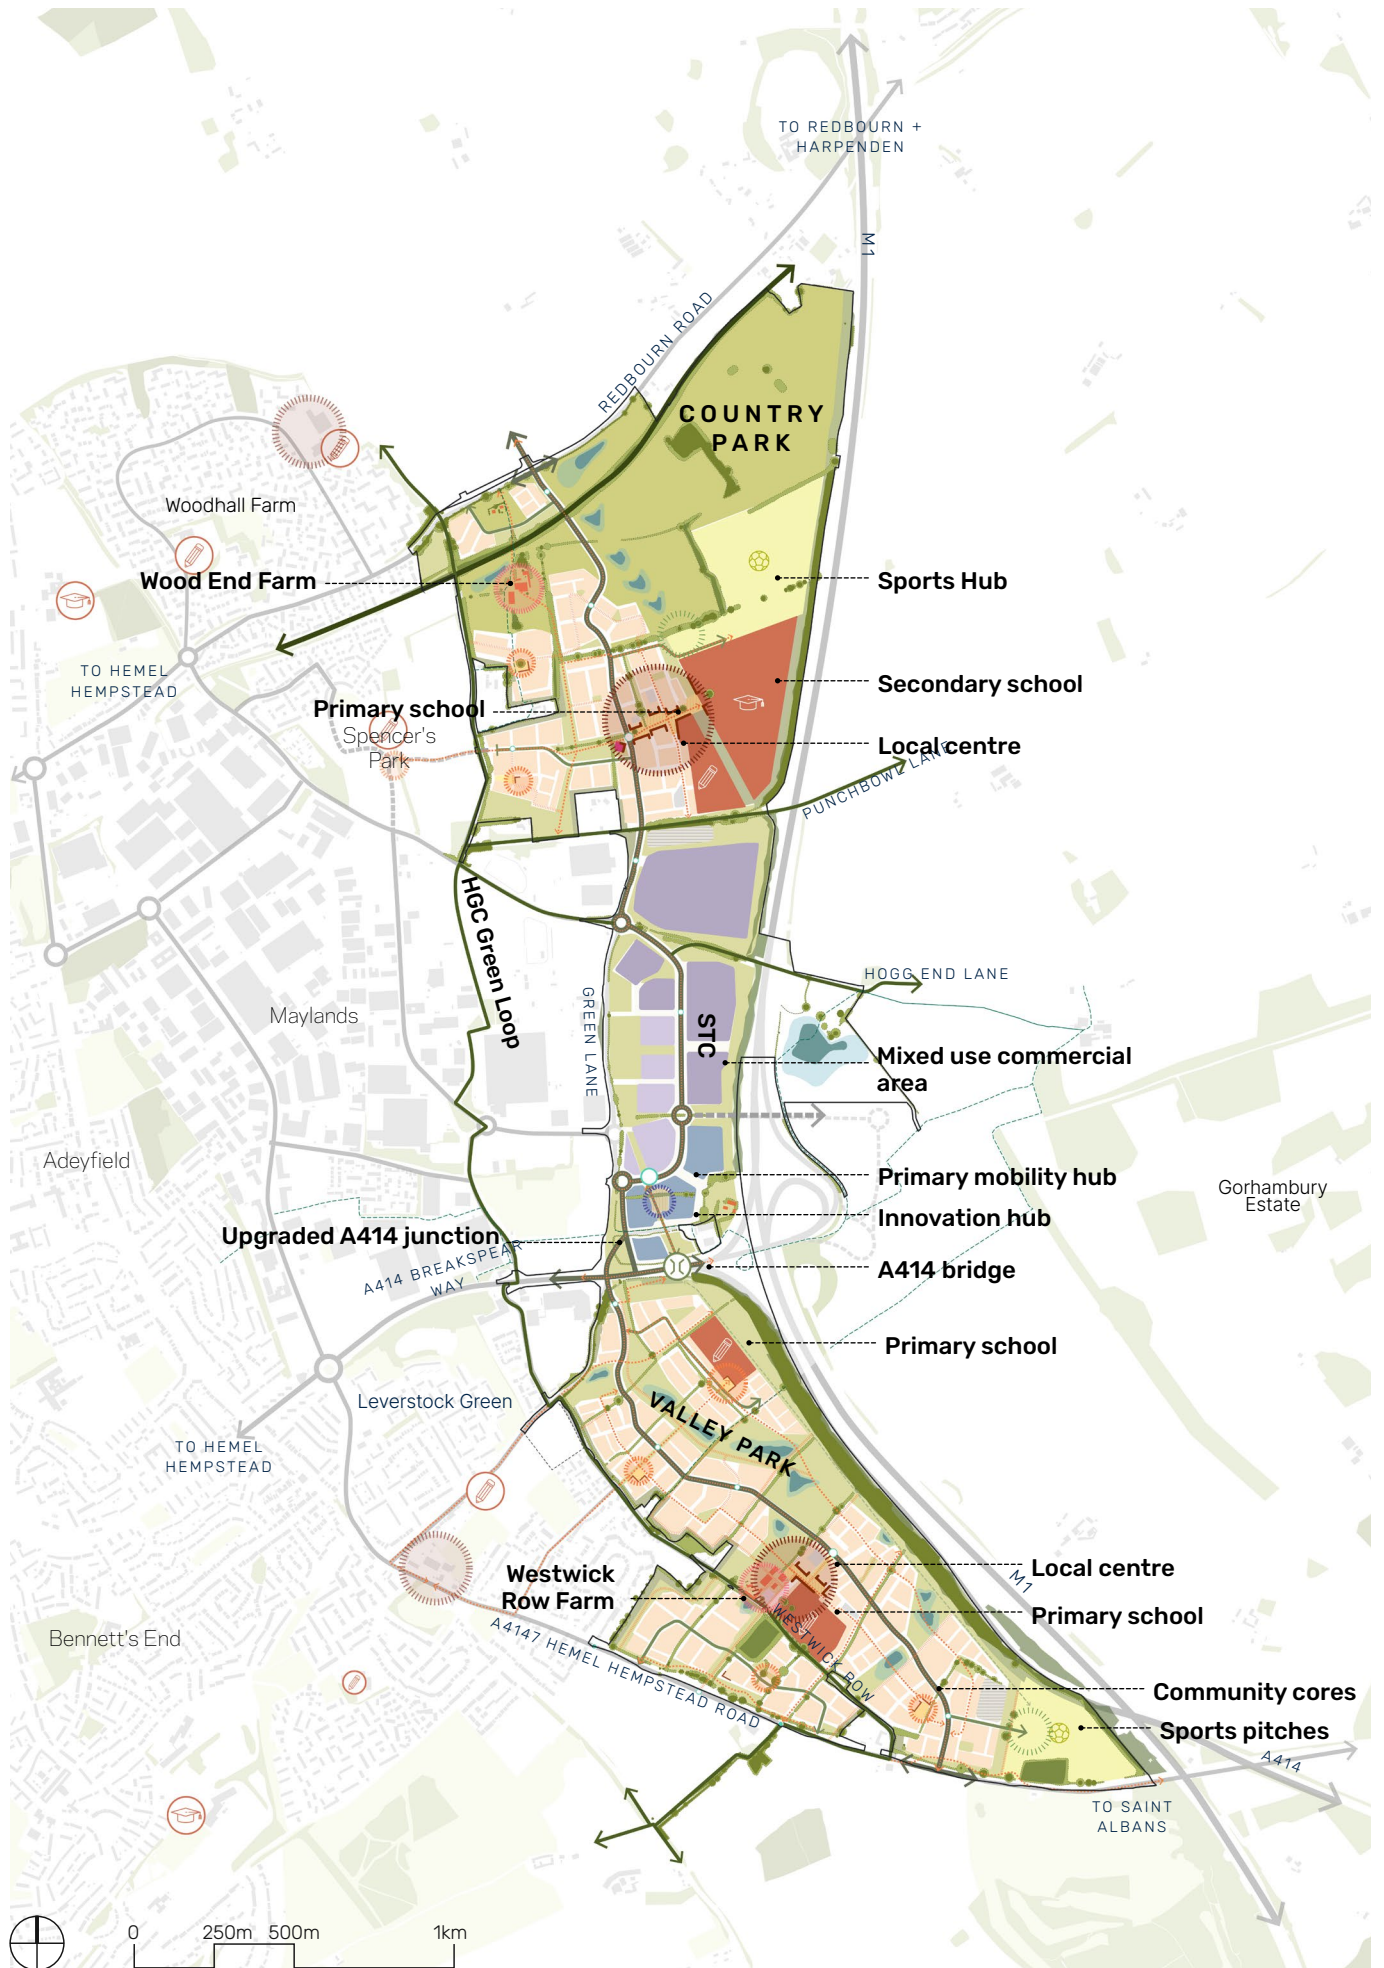 TO REDBOURN +
HARPENDEN
M1
REDBOURN ROAD
COUNTRY
PARK
Woodhall Farm
Wood End Farm
Sports Hub
TO HEMEL
HEMPSTEAD
Secondary school
Primary school
Spencer's
Park
Local centre
PUNCHBOWL LANE
HGC Green Loop
HOGG END LANE
GREEN LANE
STC
Maylands
Mixed use commercial
area
Adeyfield
Primary mobility hub
Gorhambury
Estate
Innovation hub
Upgraded A414 junction
A414 BREAKSPEAR
WAY
A414 bridge
Primary school
Leverstock Green
VALLEY PARK
TO HEMEL
HEMPSTEAD
Westwick
Row Farm
Local centre
M1
Primary school
WESTWICK ROW
Bennett's End
A4147 HEMEL HEMPSTEAD ROAD
Community cores
Sports pitches
A414
TO SAINT
ALBANS
0 250m 500m 1km